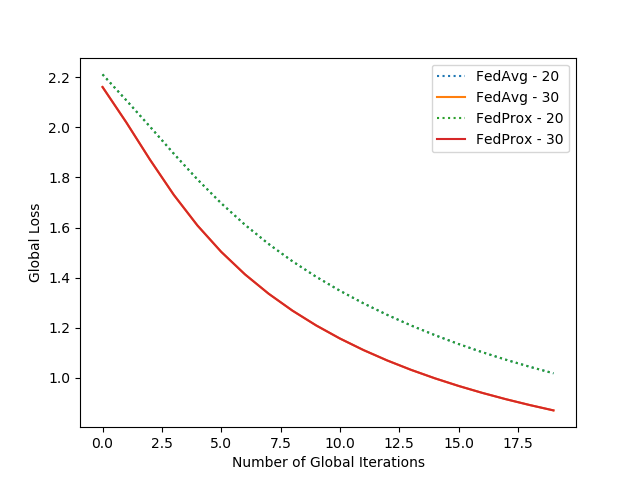 2.2
2.0
1.8
1.6
1.4
1.2
1.0
Global Loss
FedAvg - 20
FedAvg - 30
FedProx - 20
FedProx - 30
0.0 2.5 5.0 7.5 10.0 12.5 15.0 17.5
Number of Global Iterations